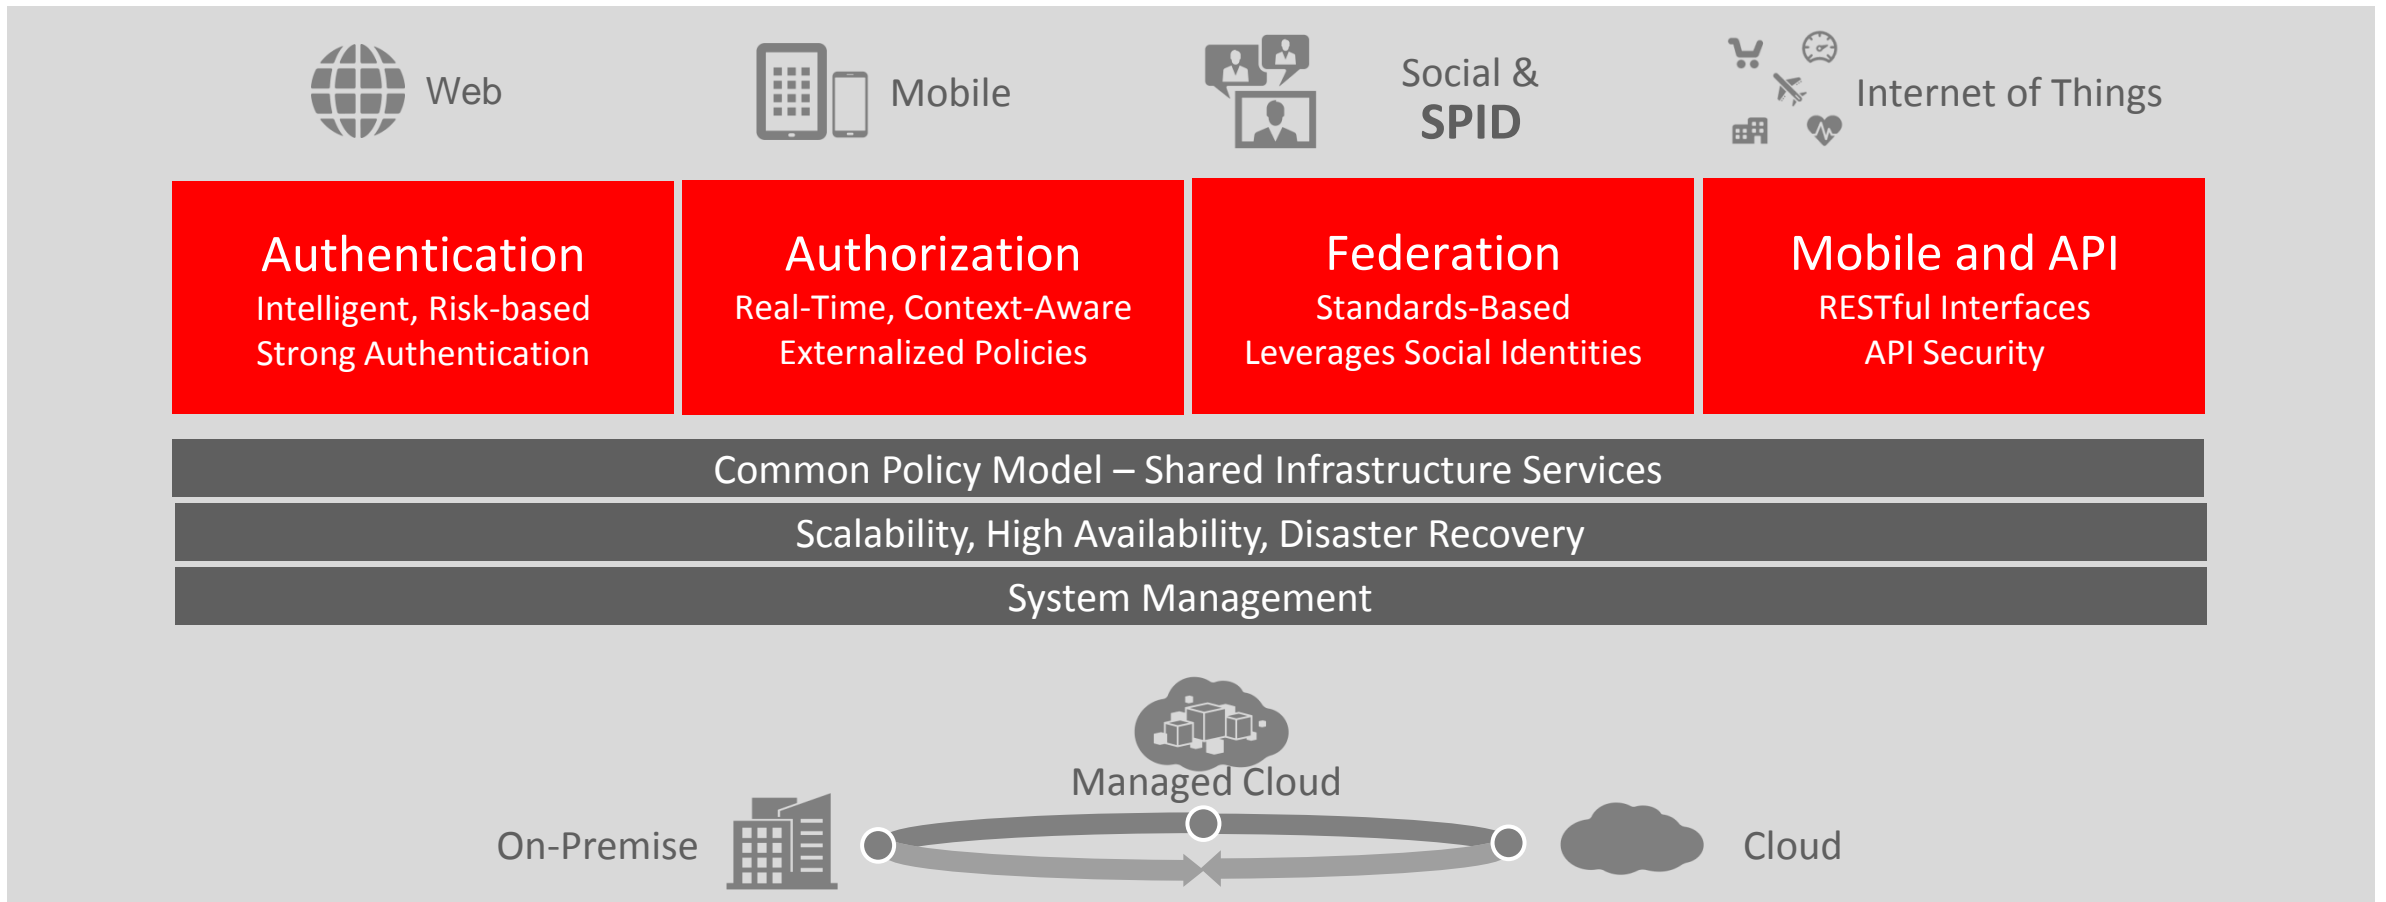 Web
Mobile
Social &
SPID
Internet of Things
Authentication
Intelligent, Risk-based
Strong Authentication
Authorization
Real-Time, Context-Aware
Externalized Policies
Federation
Standards-Based
Leverages Social Identities
Mobile and API
RESTful Interfaces
API Security
Common Policy Model – Shared Infrastructure Services
Scalability, High Availability, Disaster Recovery
System Management
Managed Cloud
On-Premise
Cloud